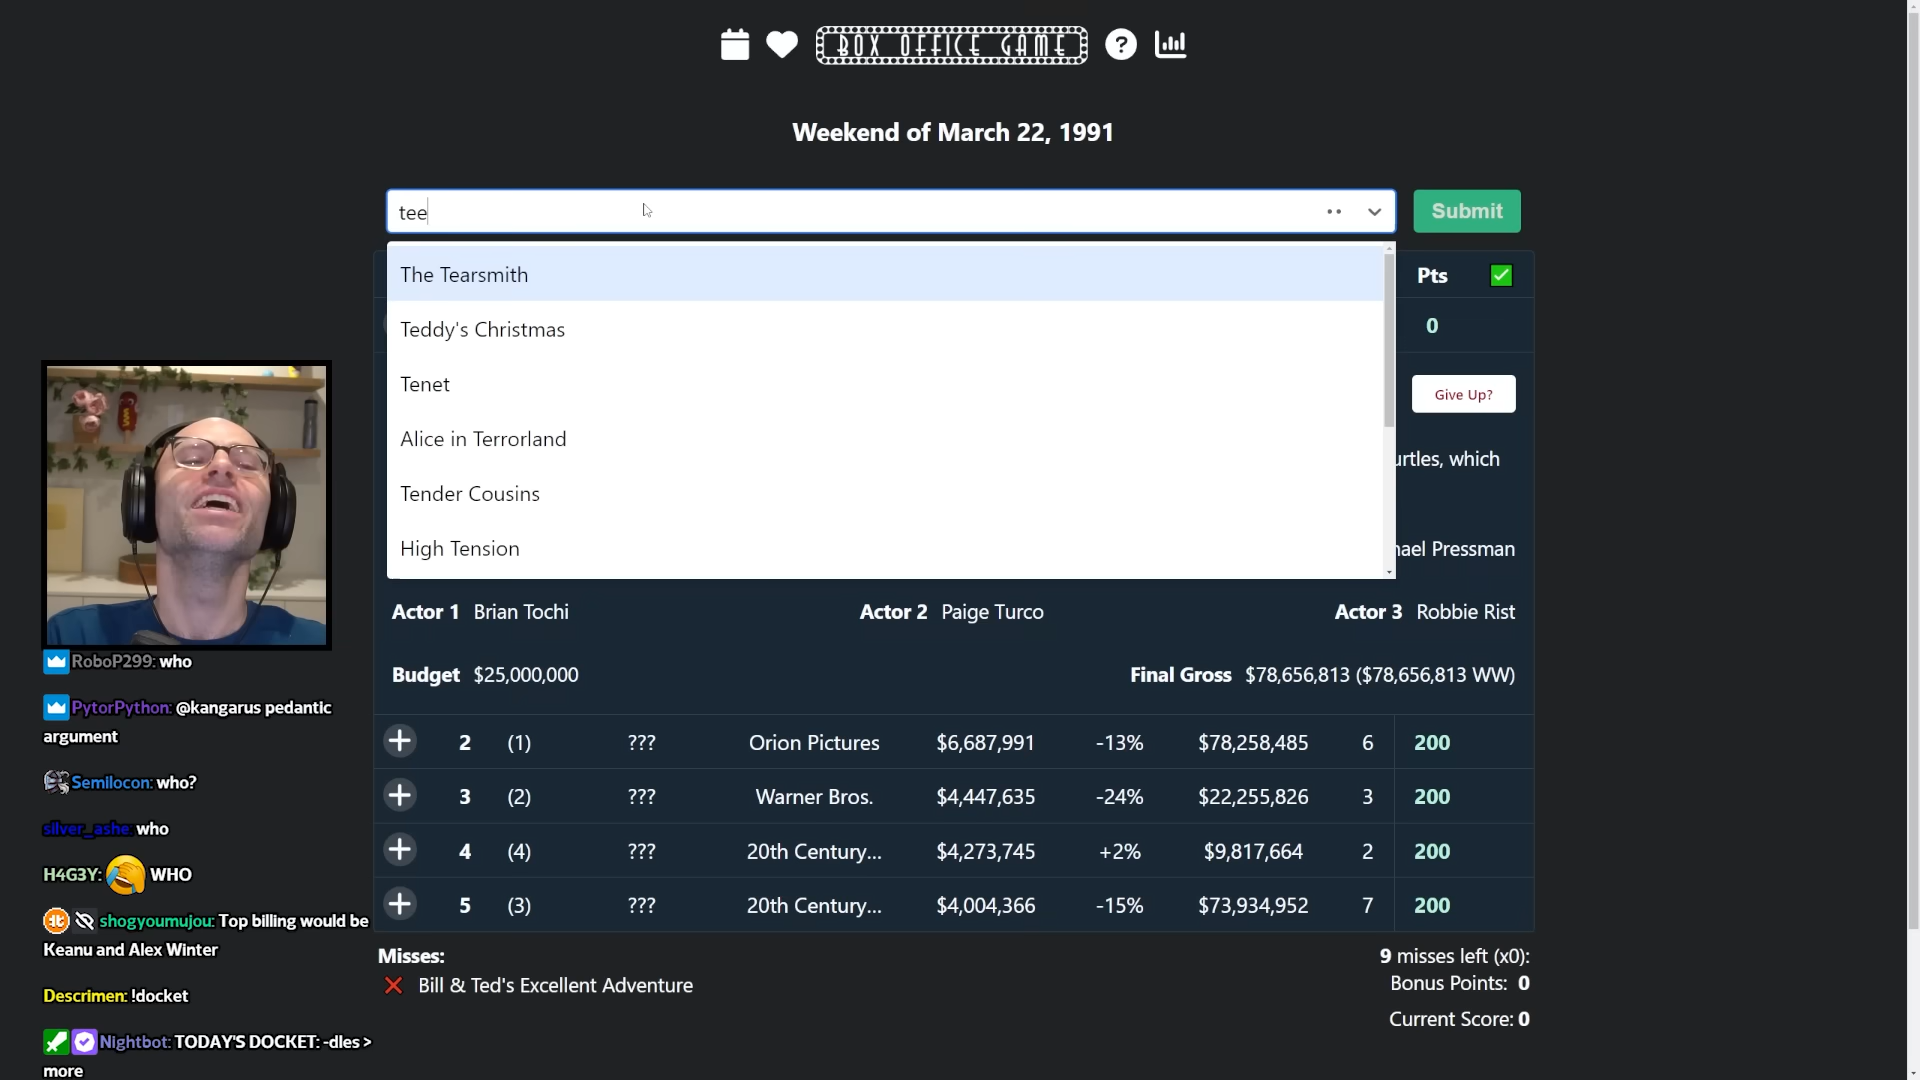 BOX OFFICE GAME ?
Weekend of March 22, 1991
tee
Submit
The Tearsmith
Teddy's Christmas
Tenet
Alice in Terrorland
Tender Cousins
High Tension
Pts
0
Give Up?
urtles, which
hael Pressman
Actor 1 Brian Tochi Actor 2 Paige Turco Actor 3 Robbie Rist
Budget $25,000,000 Final Gross $78,656,813 ($78,656,813 WW)
2 (1) ??? Orion Pictures $6,687,991 -13% $78,258,485 6 200
3 (2) ??? Warner Bros. $4,447,635 -24% $22,255,826 3 200
4 (4) ??? 20th Century... $4,273,745 +2% $9,817,664 2 200
5 (3) ??? 20th Century... $4,004,366 -15% $73,934,952 7 200
Misses:
Bill & Ted's Excellent Adventure
9 misses left (x0):
Bonus Points: 0
Current Score: 0
RoboP299: who
PytorPython: @kangarus pedantic
argument
Semilocon: who?
silver_ashe: who
H4G3Y: WHO
shogyoumujou: Top billing would be
Keanu and Alex Winter
Descrimen: !docket
Nightbot: TODAY'S DOCKET: -dles >
more